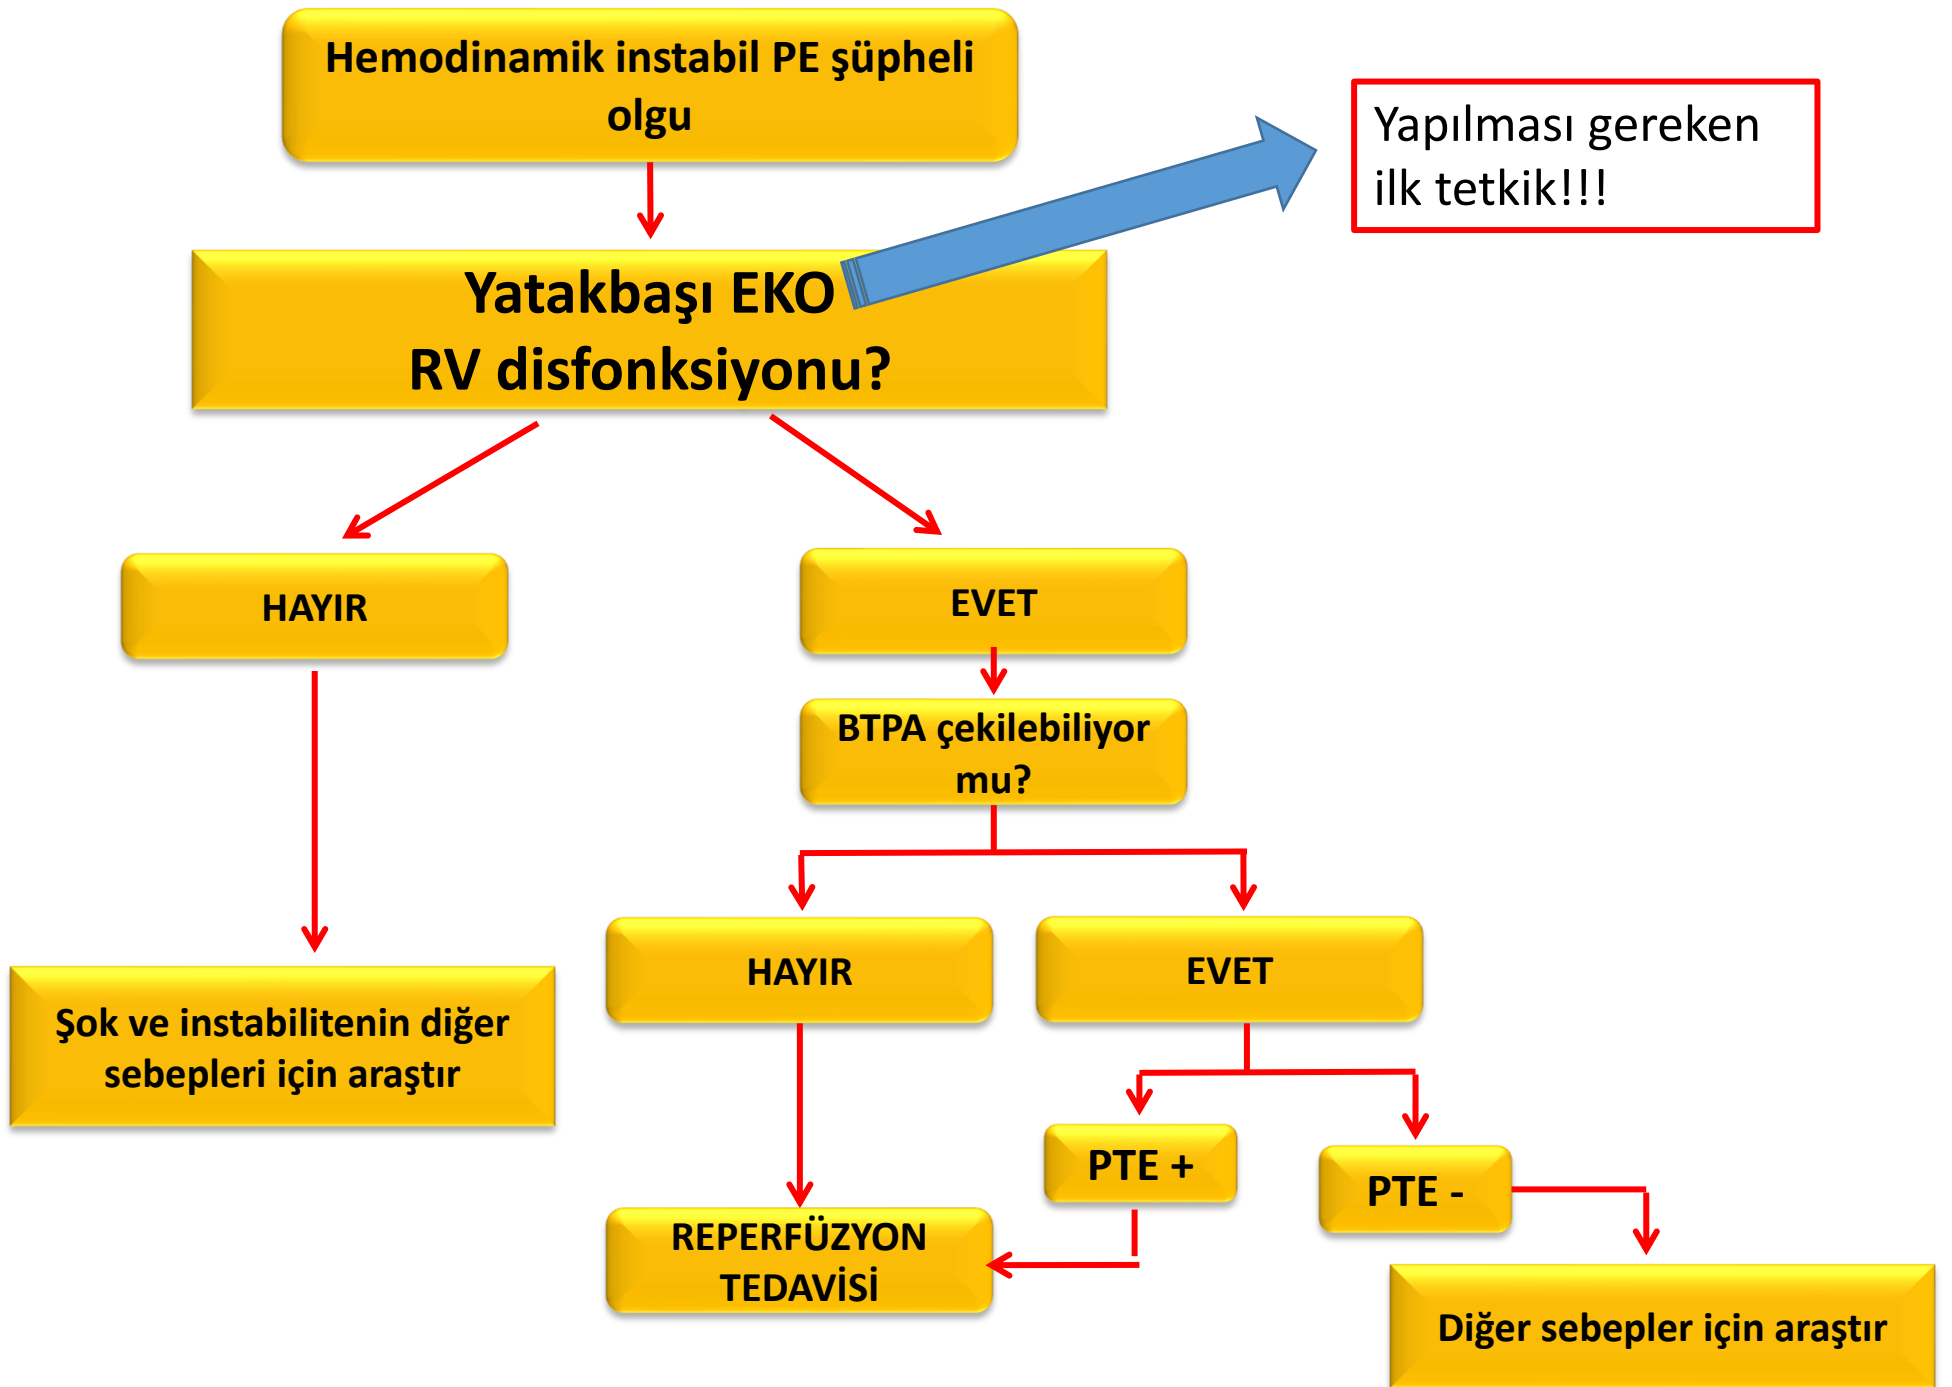 Hemodinamik instabil PE şüpheli
olgu
Yapılması gereken
ilk tetkik!!!
Yatakbaşı EKO
RV disfonksiyonu?
HAYIR
EVET
BTPA çekilebiliyor
mu?
HAYIR
EVET
Şok ve instabilitenin diğer
sebepleri için araştır
PTE +
PTE -
REPERFÜZYON
TEDAVİSİ
Diğer sebepler için araştır